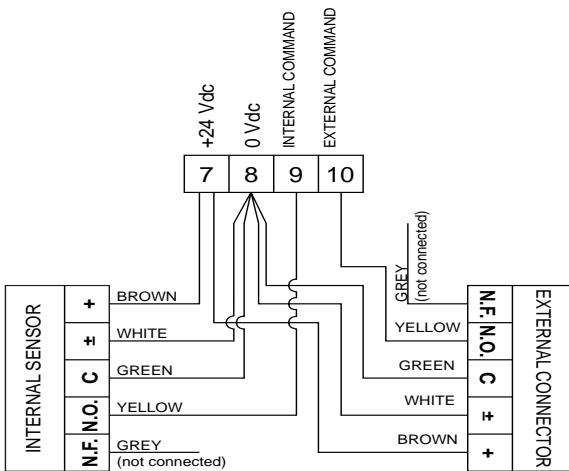 +24 Vdc
0 Vdc
INTERNAL COMMAND
EXTERNAL COMMAND
7 8 9 10
INTERNAL SENSOR
+
±
C
N.O.
N.F.
BROWN
WHITE
GREEN
YELLOW
GREY
(not connected)
GREY
(not connected)
YELLOW
GREEN
WHITE
BROWN
N.F.
N.O.
C
±
+
EXTERNAL CONNECTOR